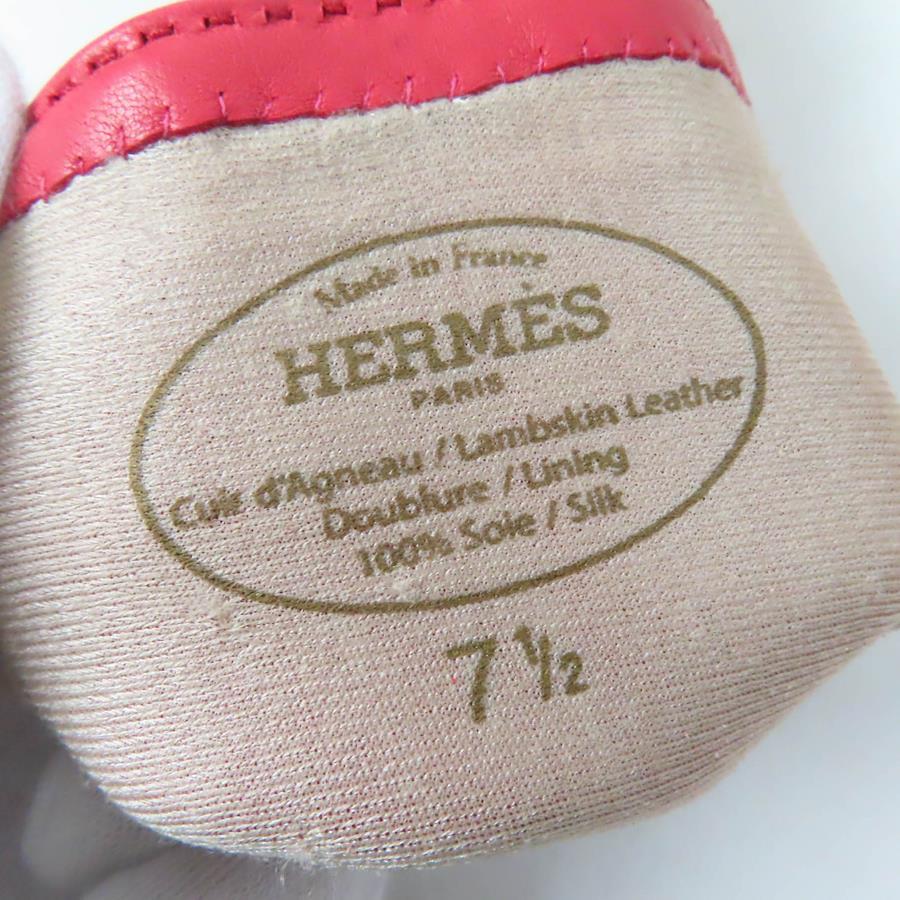 Made in France
HERMÈS
PARIS
Cuir d'Agneau / Lambskin Leather
Doublure / Lining
100% Soie / Silk
7 1/2